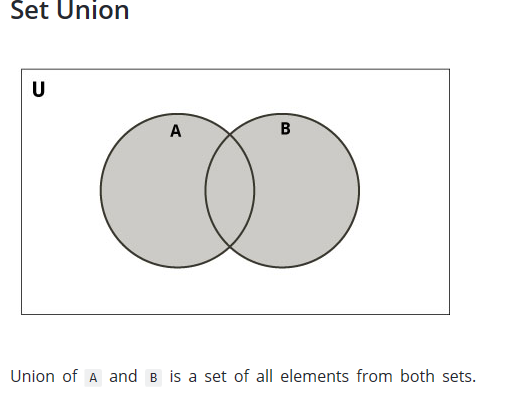 Set Union
U
A
B
Union of A and B is a set of all elements from both sets.